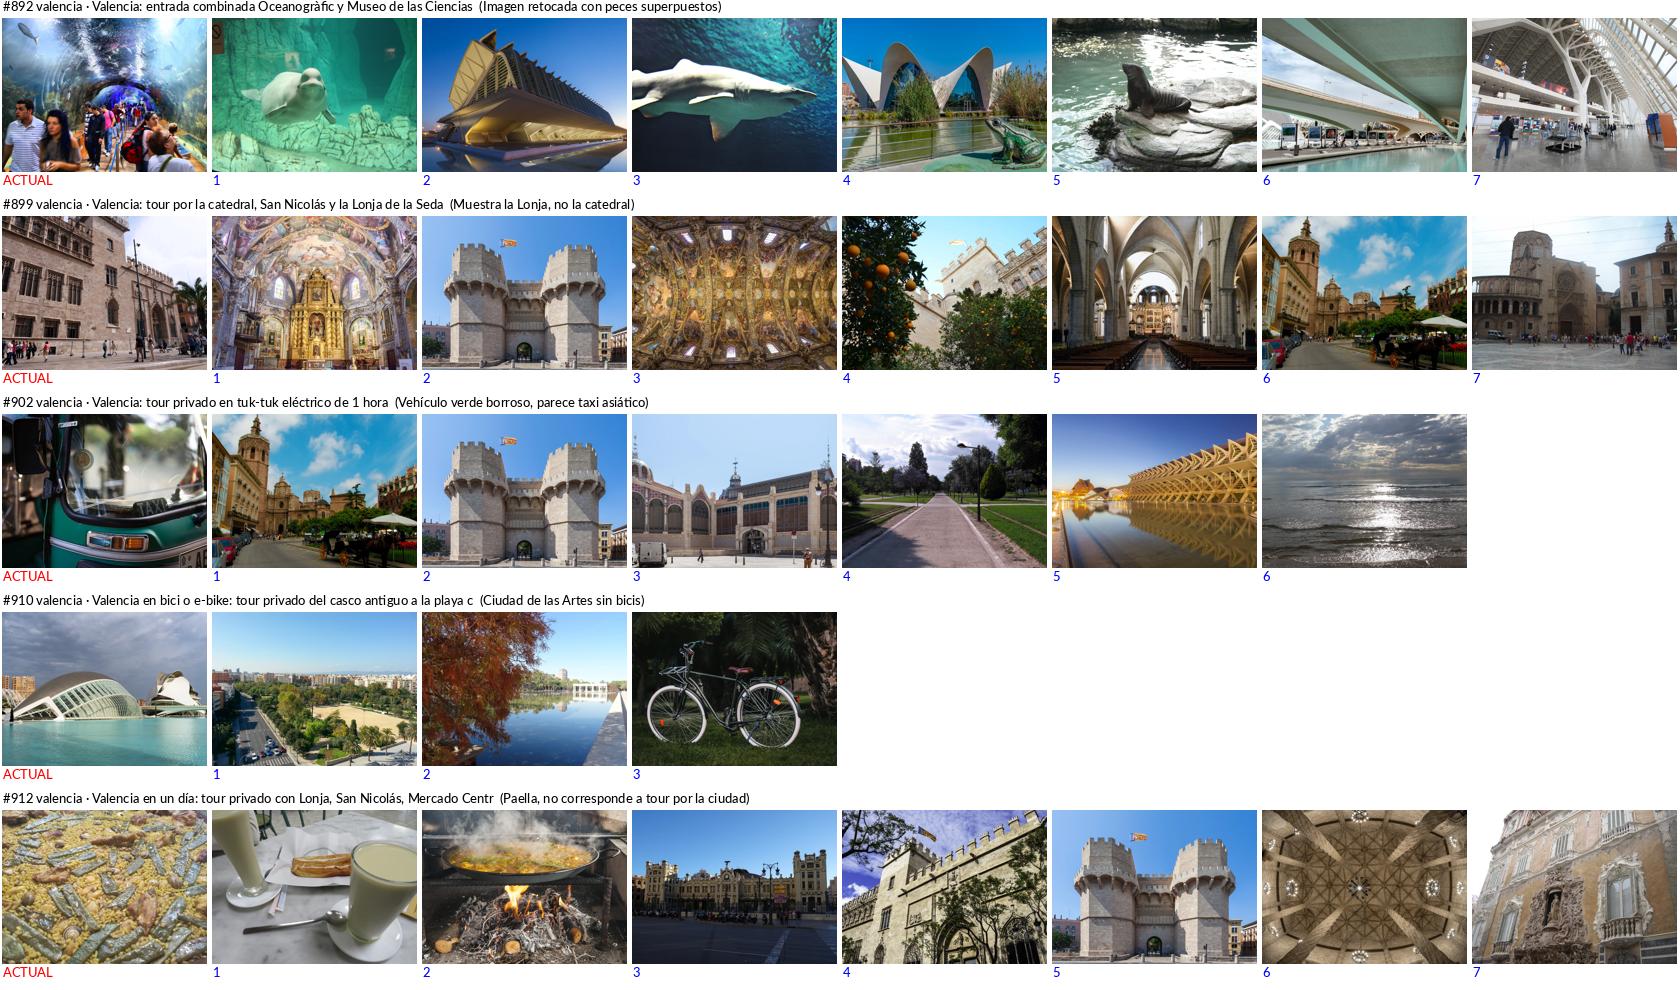 #892 valencia · Valencia: entrada combinada Oceanogràfic y Museo de las Ciencias (Imagen retocada con peces superpuestos)
ACTUAL 1 2 3 4 5 6 7
#899 valencia · Valencia: tour por la catedral, San Nicolás y la Lonja de la Seda (Muestra la Lonja, no la catedral)
ACTUAL 1 2 3 4 5 6 7
#902 valencia · Valencia: tour privado en tuk-tuk eléctrico de 1 hora (Vehículo verde borroso, parece taxi asiático)
ACTUAL 1 2 3 4 5 6
#910 valencia · Valencia en bici o e-bike: tour privado del casco antiguo a la playa c (Ciudad de las Artes sin bicis)
ACTUAL 1 2 3
#912 valencia · Valencia en un día: tour privado con Lonja, San Nicolás, Mercado Centr (Paella, no corresponde a tour por la ciudad)
ACTUAL 1 2 3 4 5 6 7